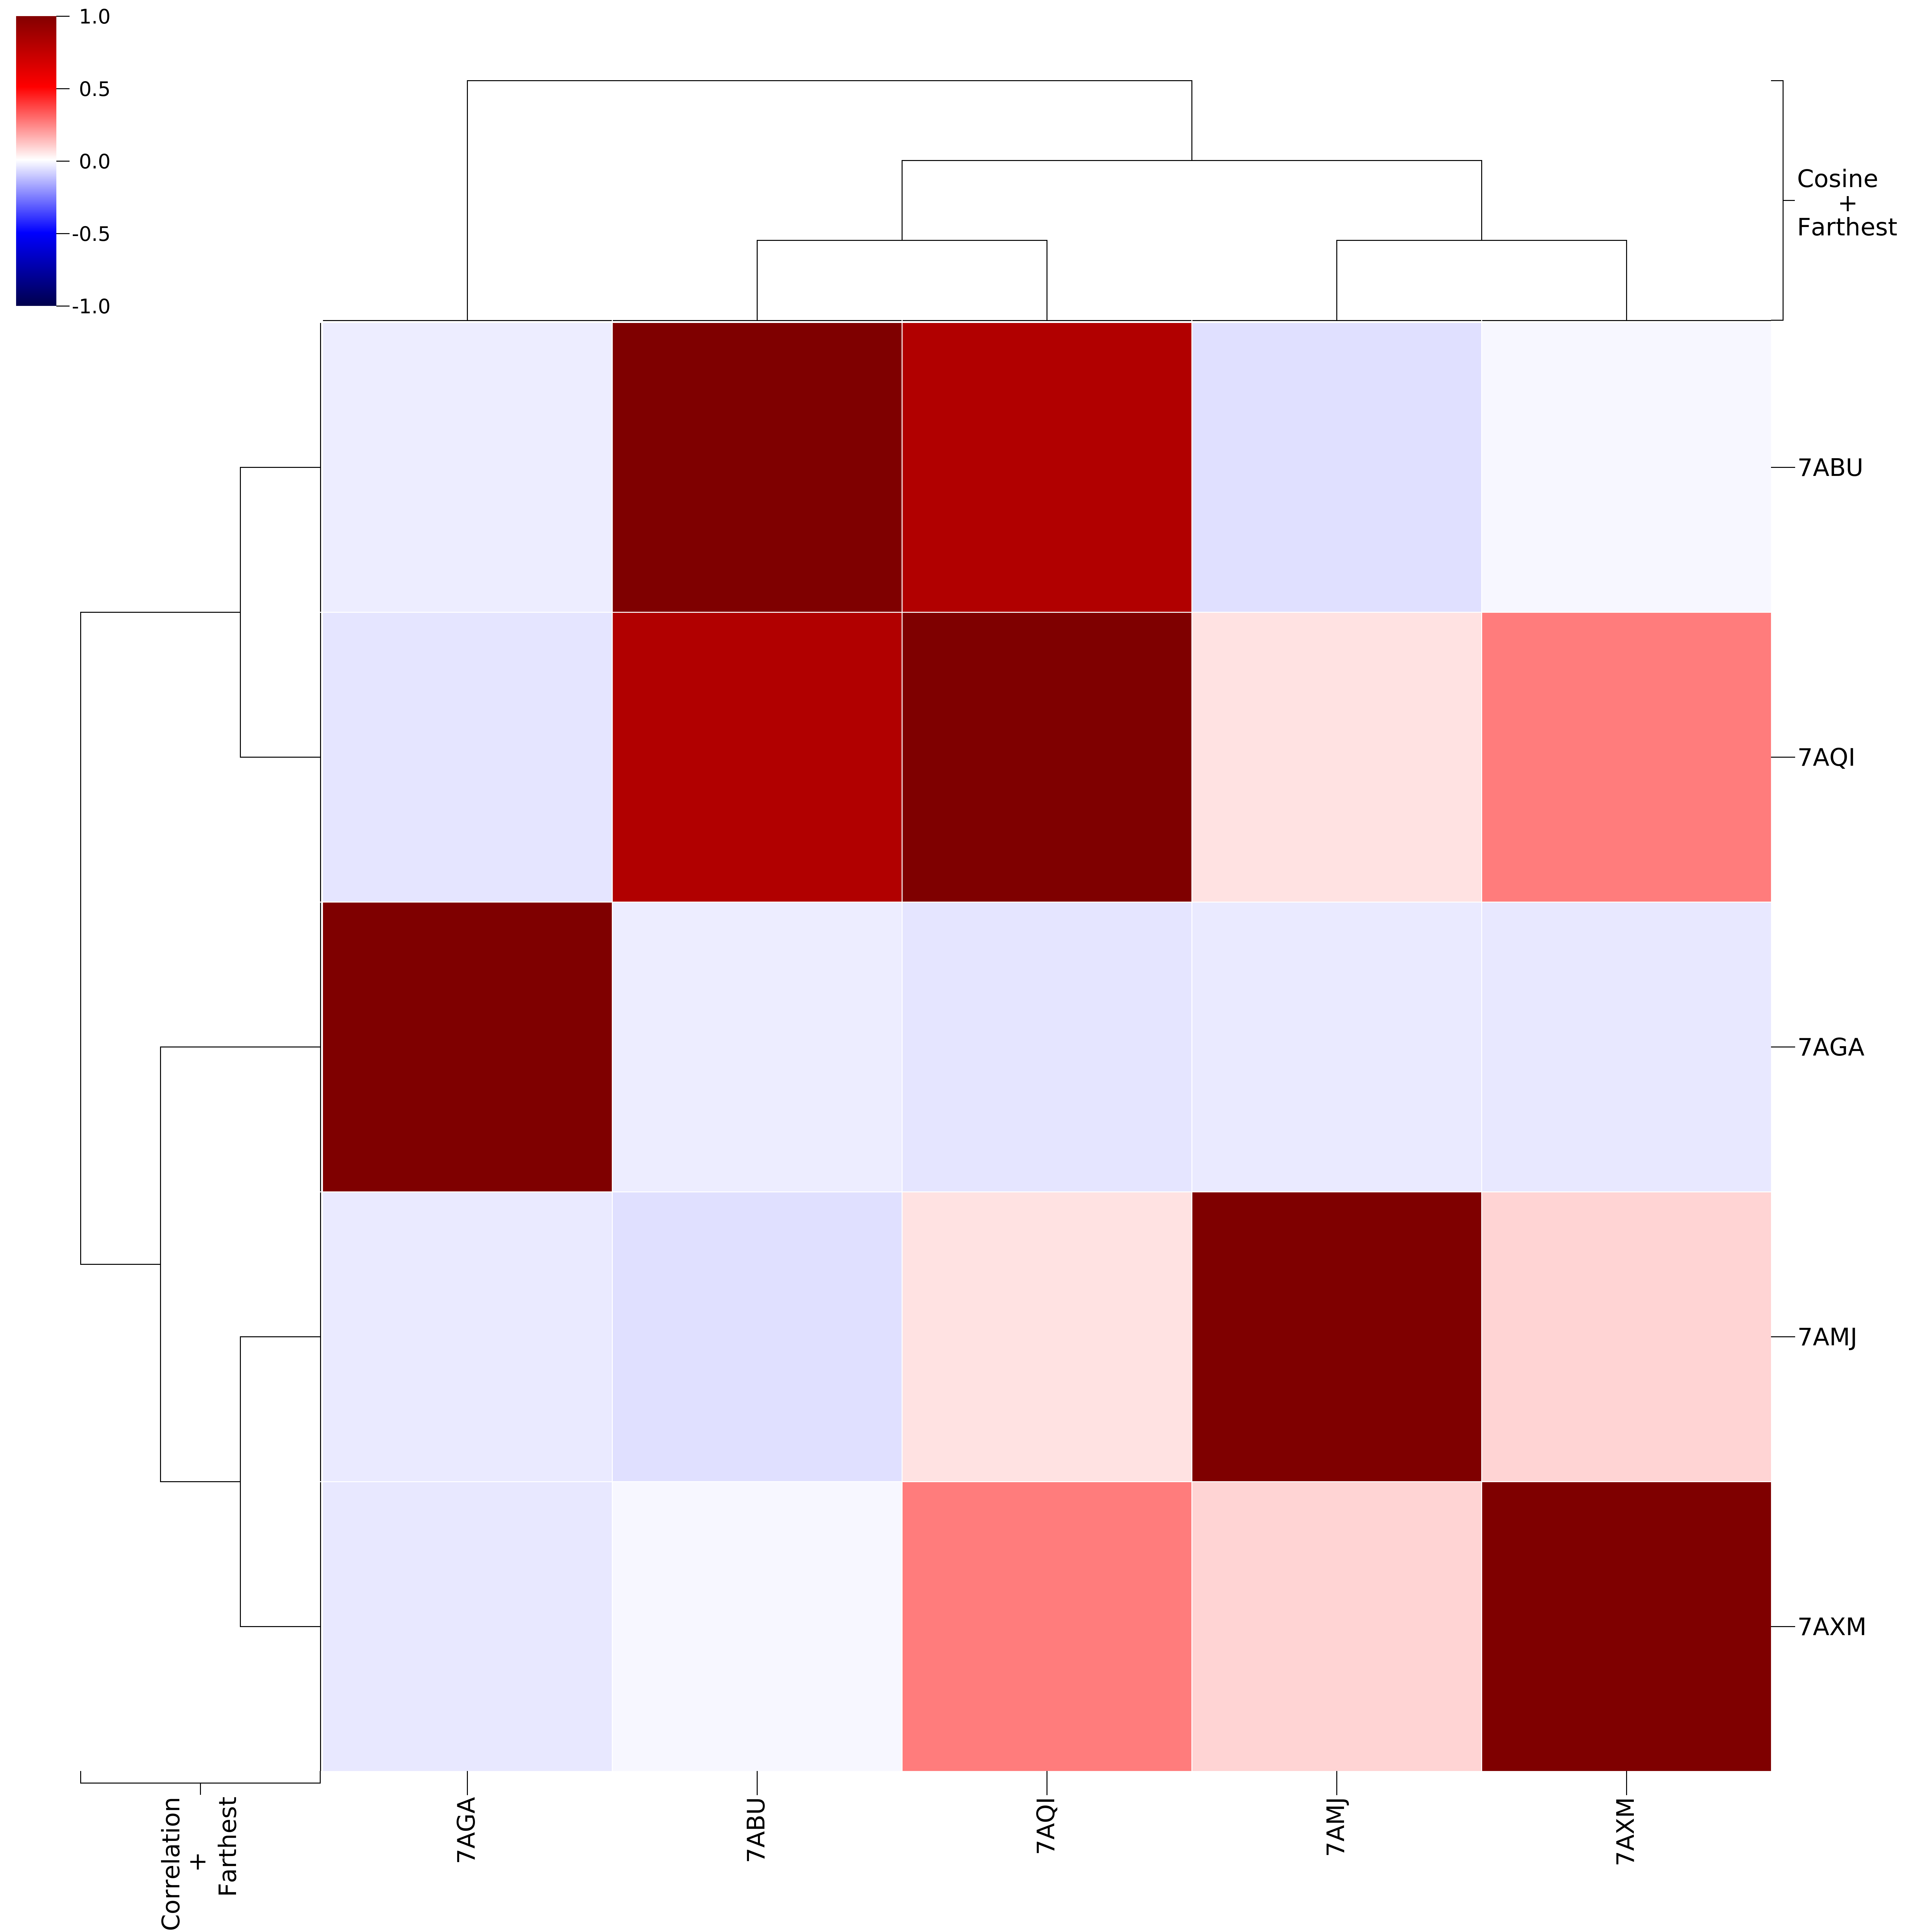 1.0
0.5
0.0
-0.5
-1.0
Cosine
+
Farthest
7ABU
7AQI
7AGA
7AMJ
7AXM
Correlation
+
Farthest
7AGA
7ABU
7AQI
7AMJ
7AXM